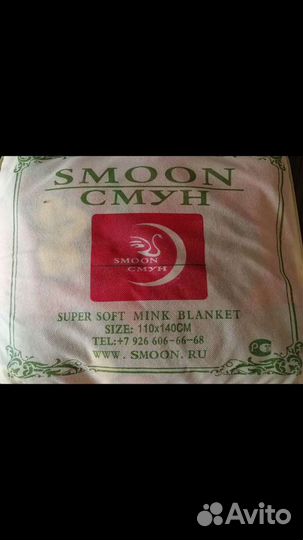 SMOON
СМУН
SMOON
СМУН
SUPER SOFT MINK BLANKET
SIZE: 110x140CM
TEL:+7 926 606-66-68
WWW. SMOON.RU
Avito